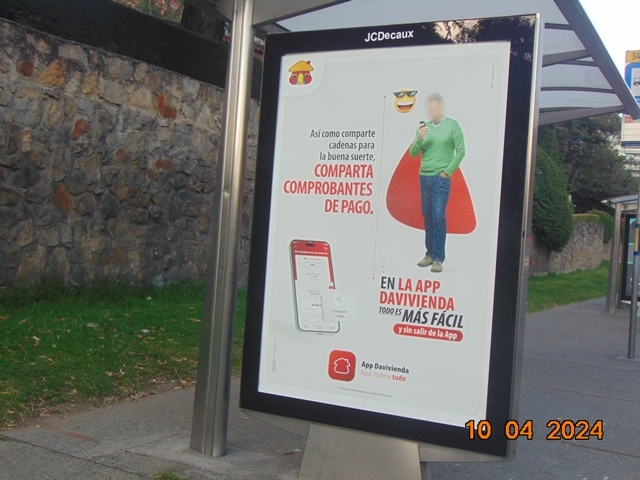 JCDecaux
Así como comparte
cadenas para
la buena suerte,
COMPARTA
COMPROBANTES
DE PAGO.
EN LA APP
DAVIVIENDA
TODO ES MÁS FÁCIL
y sin salir de la App
App Davivienda
Aquí, lo tiene todo
10 04 2024